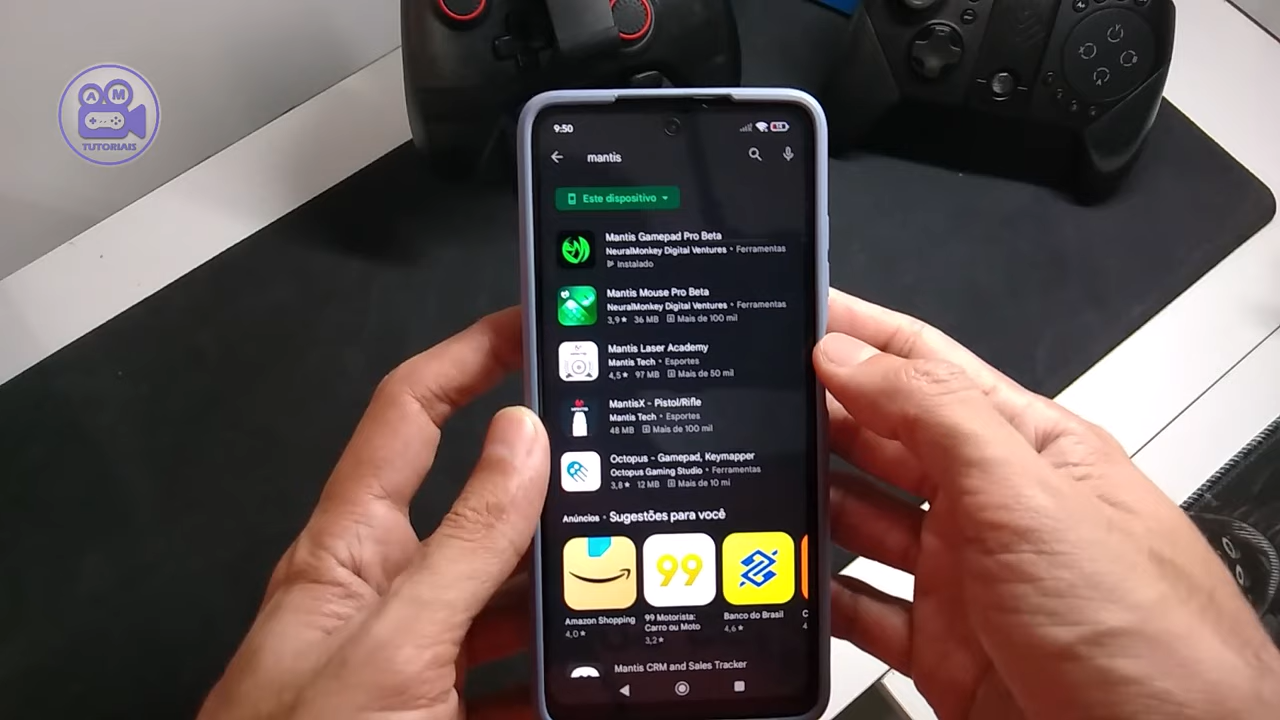 A M
TUTORIAIS
9:50
mantis
Este dispositivo
Mantis Gamepad Pro Beta
NeuralMonkey Digital Ventures • Ferramentas
Instalado
Mantis Mouse Pro Beta
NeuralMonkey Digital Ventures • Ferramentas
3,9★ 36 MB Mais de 100 mil
Mantis Laser Academy
Mantis Tech • Esportes
4,5★ 97 MB Mais de 50 mil
MantisX - Pistol/Rifle
Mantis Tech • Esportes
48 MB Mais de 100 mil
Octopus - Gamepad, Keymapper
Octopus Gaming Studio • Ferramentas
3,8★ 12 MB Mais de 10 mi
Anúncios • Sugestões para você
99
Amazon Shopping
4,0★
99 Motorista:
Carro ou Moto
3,2★
Banco do Brasil
4,6★
C
4
Mantis CRM and Sales Tracker